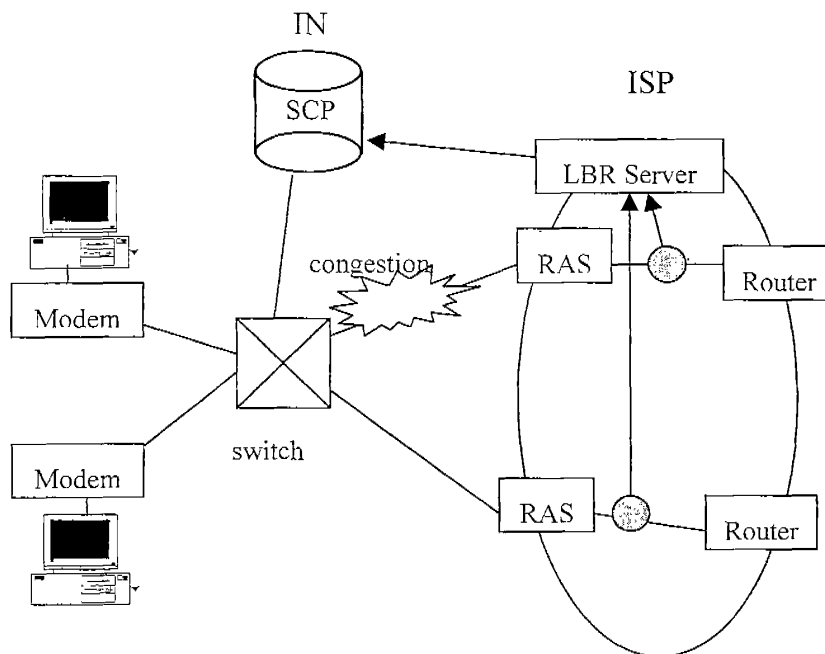 IN
SCP
ISP
LBR Server
congestion
RAS
Router
Modem
switch
Modem
RAS
Router